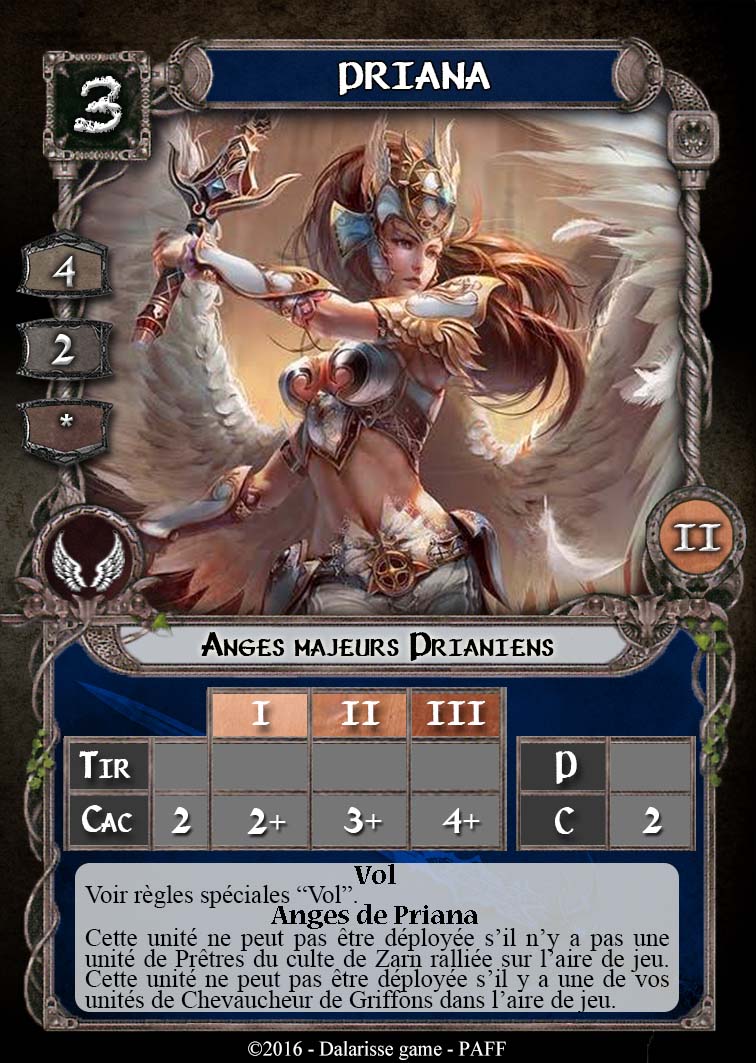 PRIANA
3
4
2
*
II
Anges majeurs Prianiens
I II III
Tir
P
Cac 2 2+ 3+ 4+
C 2
Vol
Voir règles spéciales “Vol”.
Anges de Priana
Cette unité ne peut pas être déployée s’il n’y a pas une
unité de Prêtres du culte de Zarn ralliée sur l’aire de jeu.
Cette unité ne peut pas être déployée s’il y a une de vos
unités de Chevaucheur de Griffons dans l’aire de jeu.
©2016 - Dalarisse game - PAFF